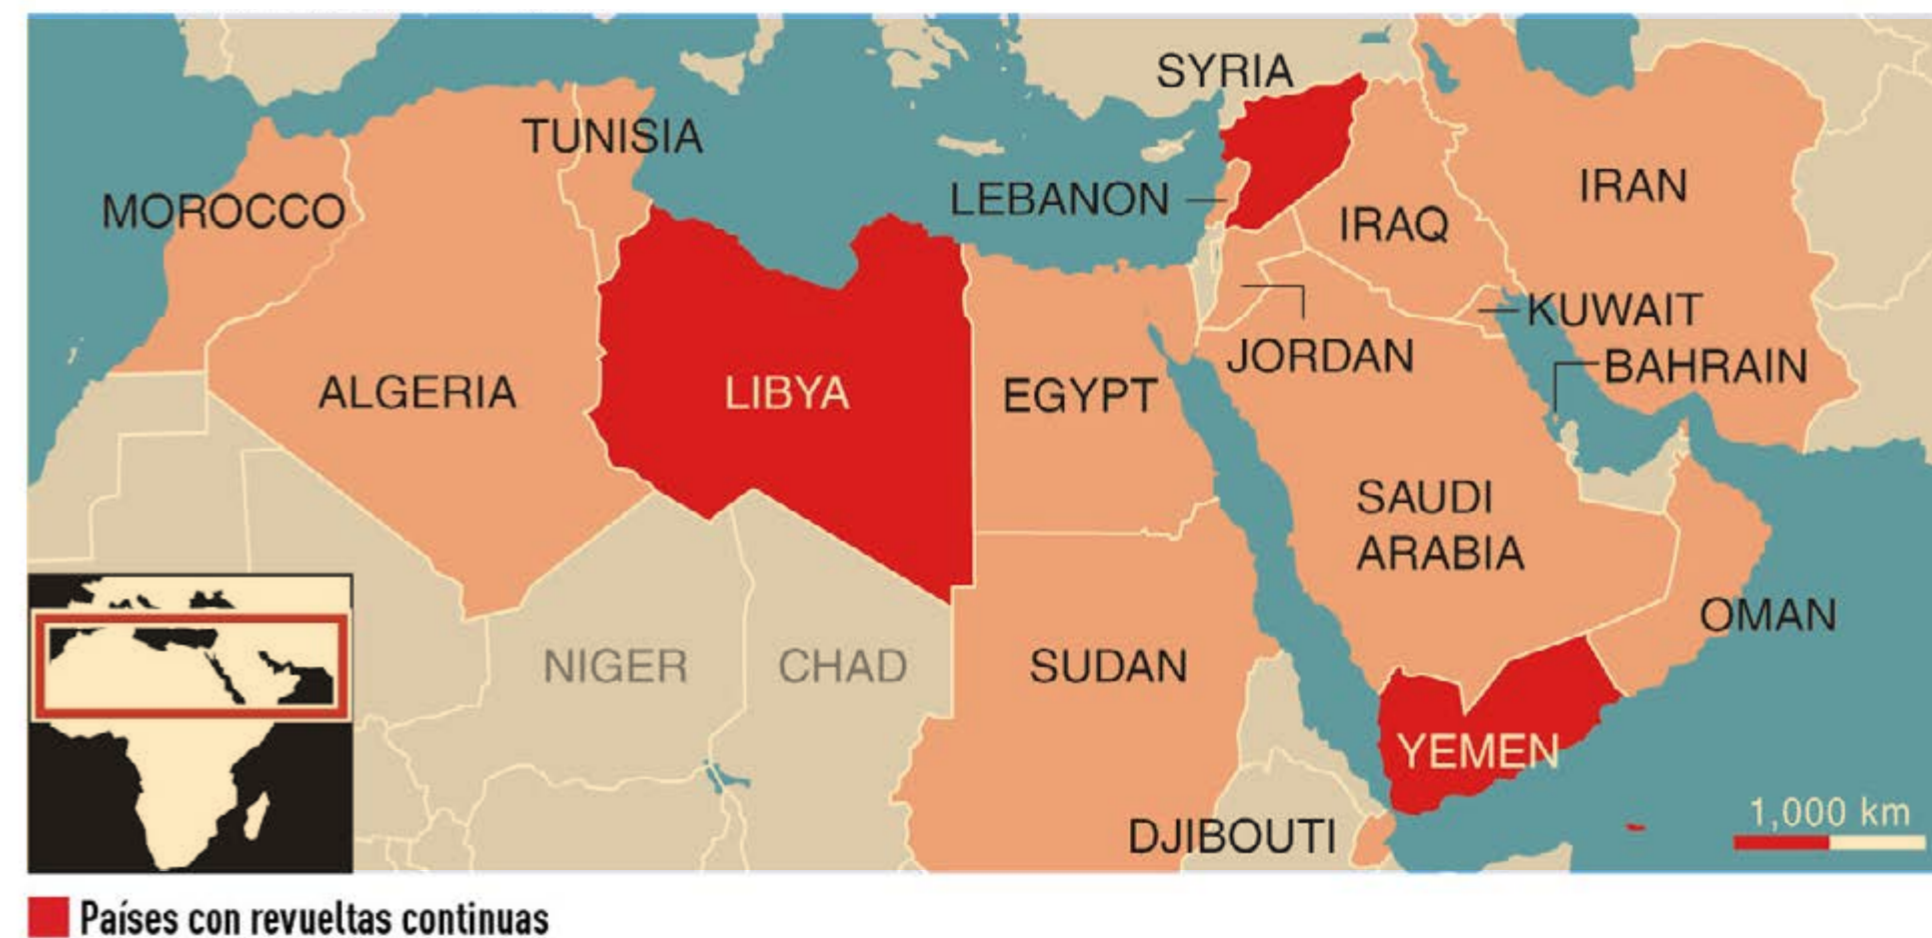 SYRIA
TUNISIA
MOROCCO
LEBANON
IRAN
IRAQ
KUWAIT
JORDAN
BAHRAIN
ALGERIA
LIBYA
EGYPT
SAUDI
ARABIA
OMAN
NIGER
CHAD
SUDAN
YEMEN
DJIBOUTI
1,000 km
Países con revueltas continuas